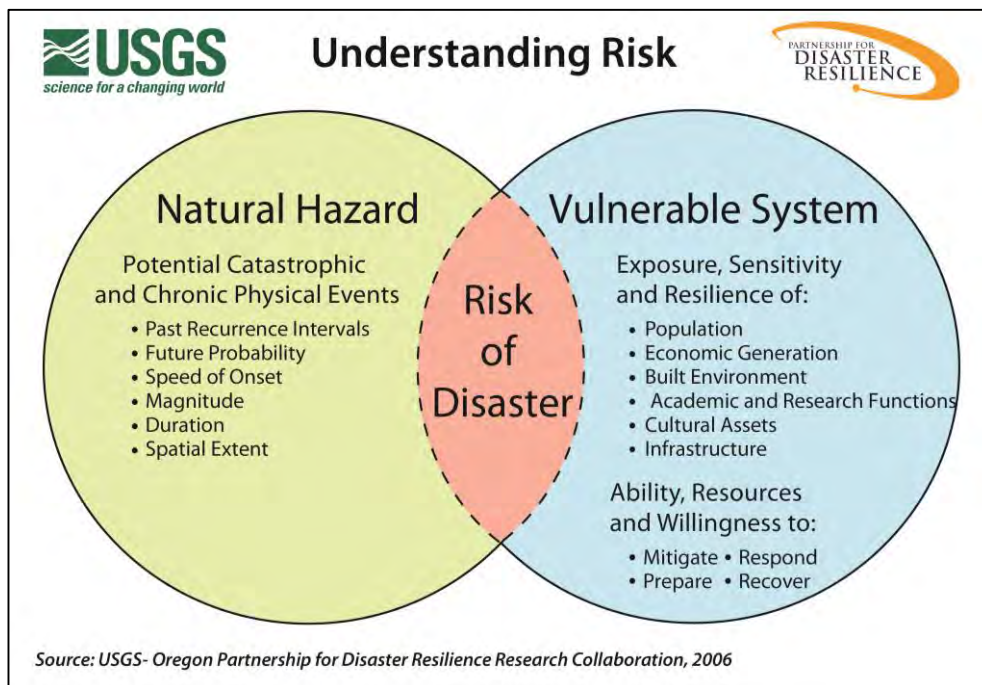 USGS
science for a changing world
Understanding Risk
PARTNERSHIP FOR
DISASTER
RESILIENCE
Natural Hazard
Potential Catastrophic
and Chronic Physical Events
• Past Recurrence Intervals
• Future Probability
• Speed of Onset
• Magnitude
• Duration
• Spatial Extent
Risk
of
Disaster
Vulnerable System
Exposure, Sensitivity
and Resilience of:
• Population
• Economic Generation
• Built Environment
• Academic and Research Functions
• Cultural Assets
• Infrastructure
Ability, Resources
and Willingness to:
• Mitigate • Respond
• Prepare • Recover
Source: USGS- Oregon Partnership for Disaster Resilience Research Collaboration, 2006